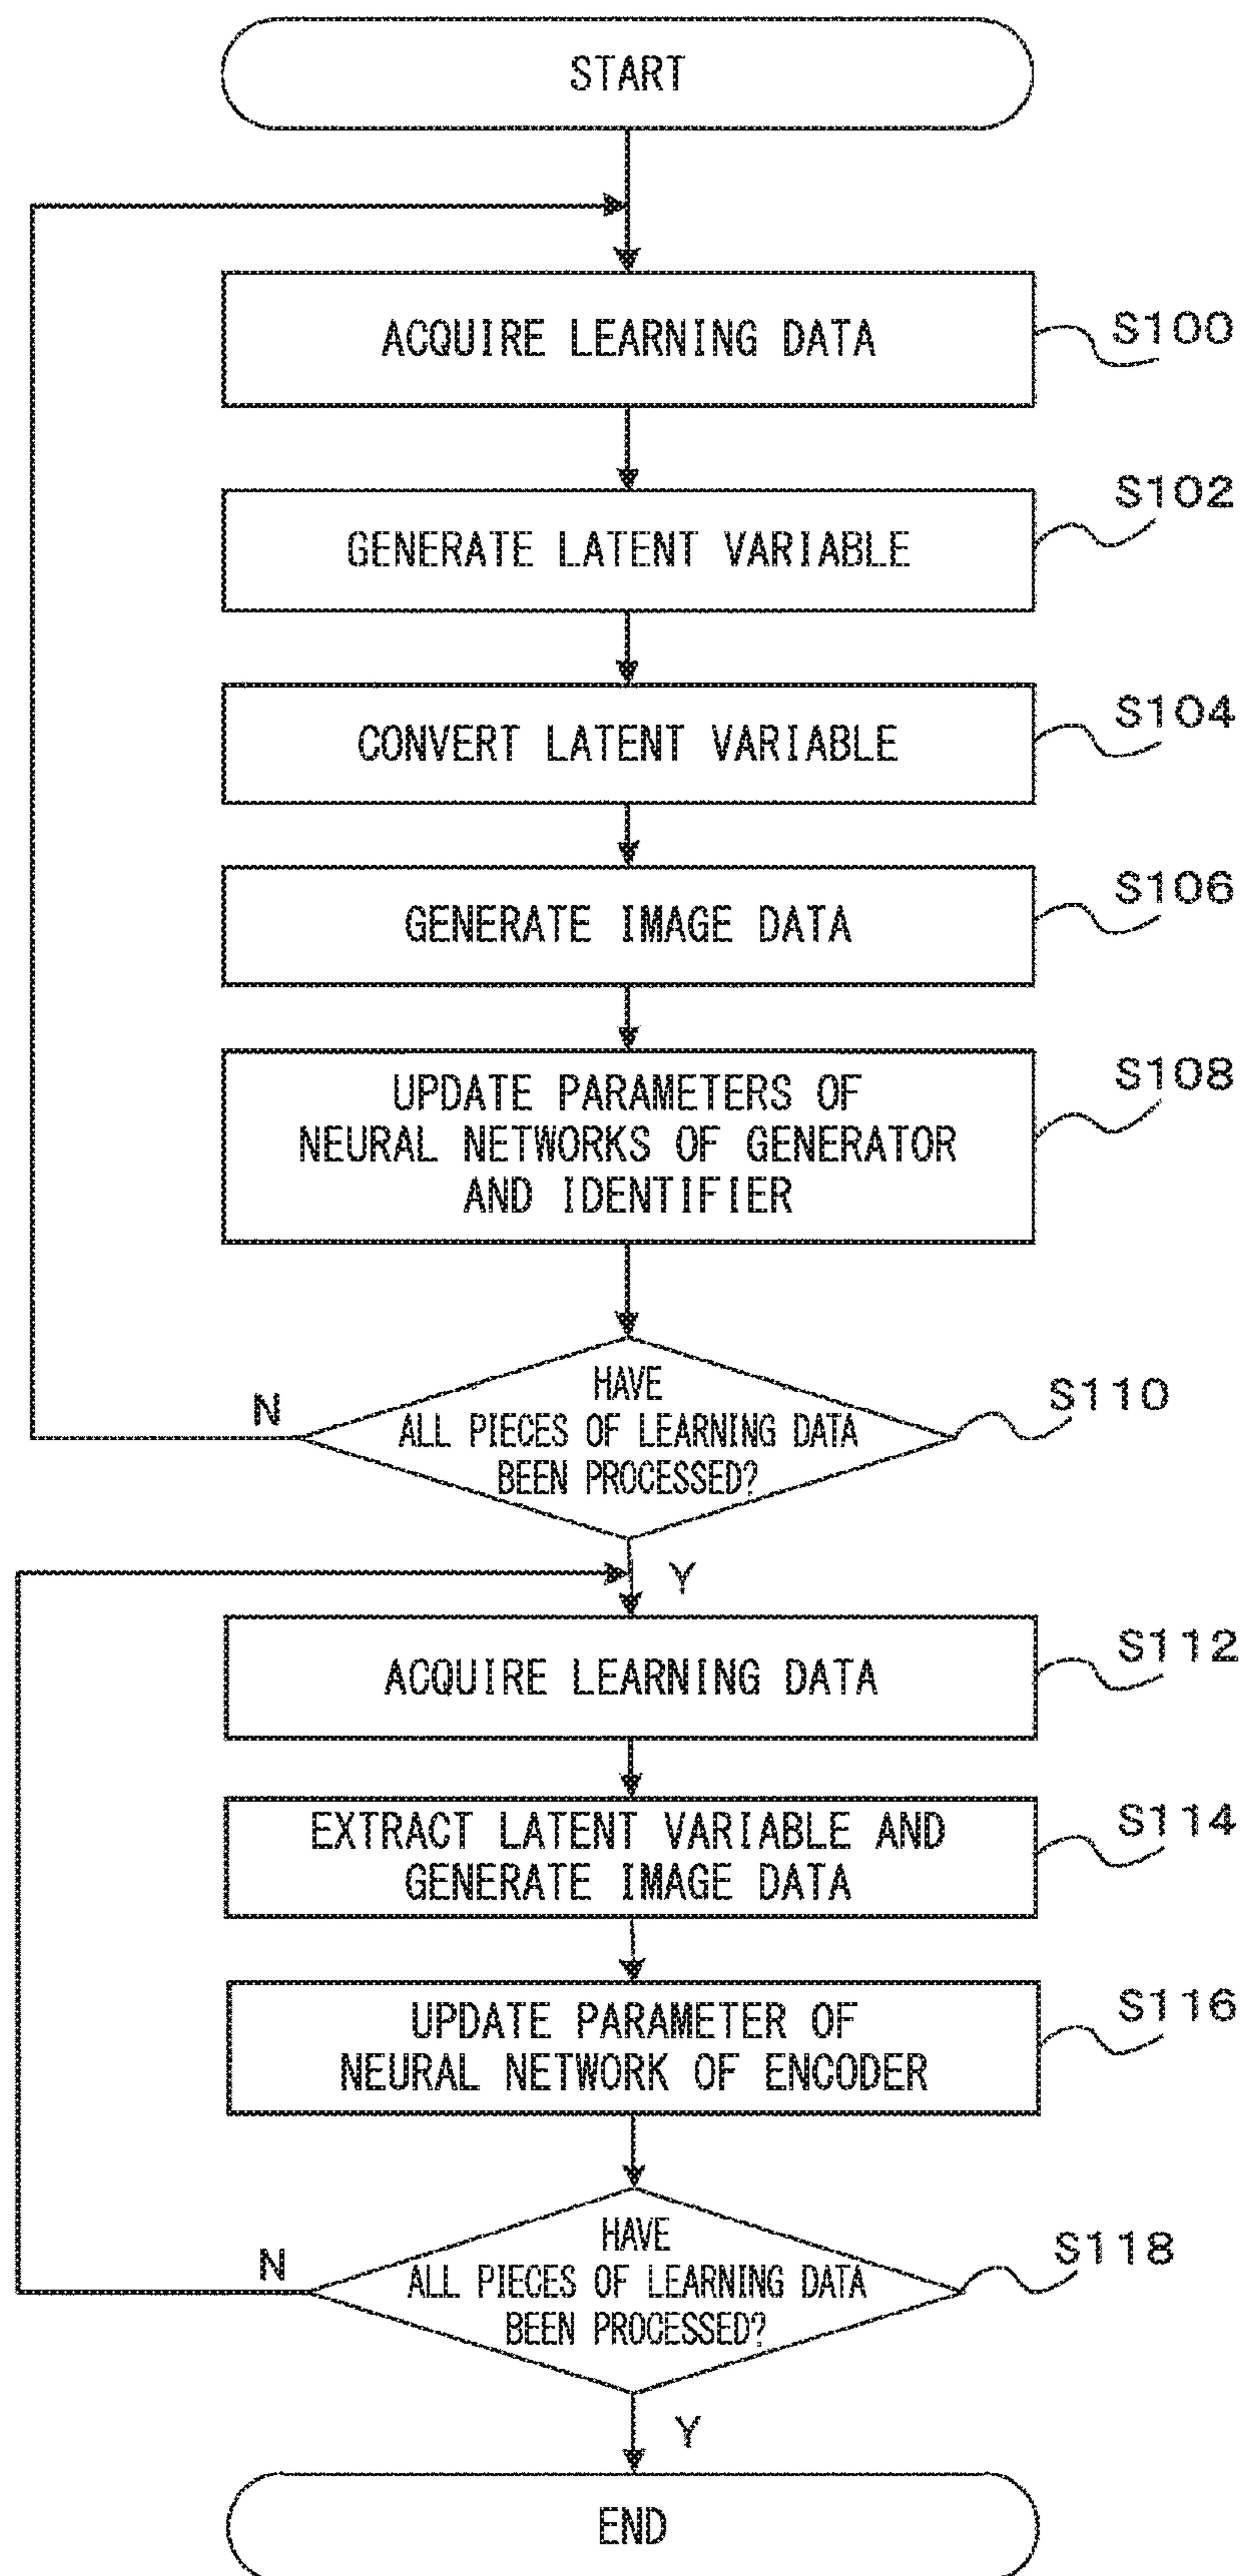 START
ACQUIRE LEARNING DATA
S100
GENERATE LATENT VARIABLE
S102
CONVERT LATENT VARIABLE
S104
GENERATE IMAGE DATA
S106
UPDATE PARAMETERS OF
NEURAL NETWORKS OF GENERATOR
AND IDENTIFIER
S108
HAVE
ALL PIECES OF LEARNING DATA
BEEN PROCESSED?
S110
N
Y
ACQUIRE LEARNING DATA
S112
EXTRACT LATENT VARIABLE AND
GENERATE IMAGE DATA
S114
UPDATE PARAMETER OF
NEURAL NETWORK OF ENCODER
S116
HAVE
ALL PIECES OF LEARNING DATA
BEEN PROCESSED?
S118
N
Y
END